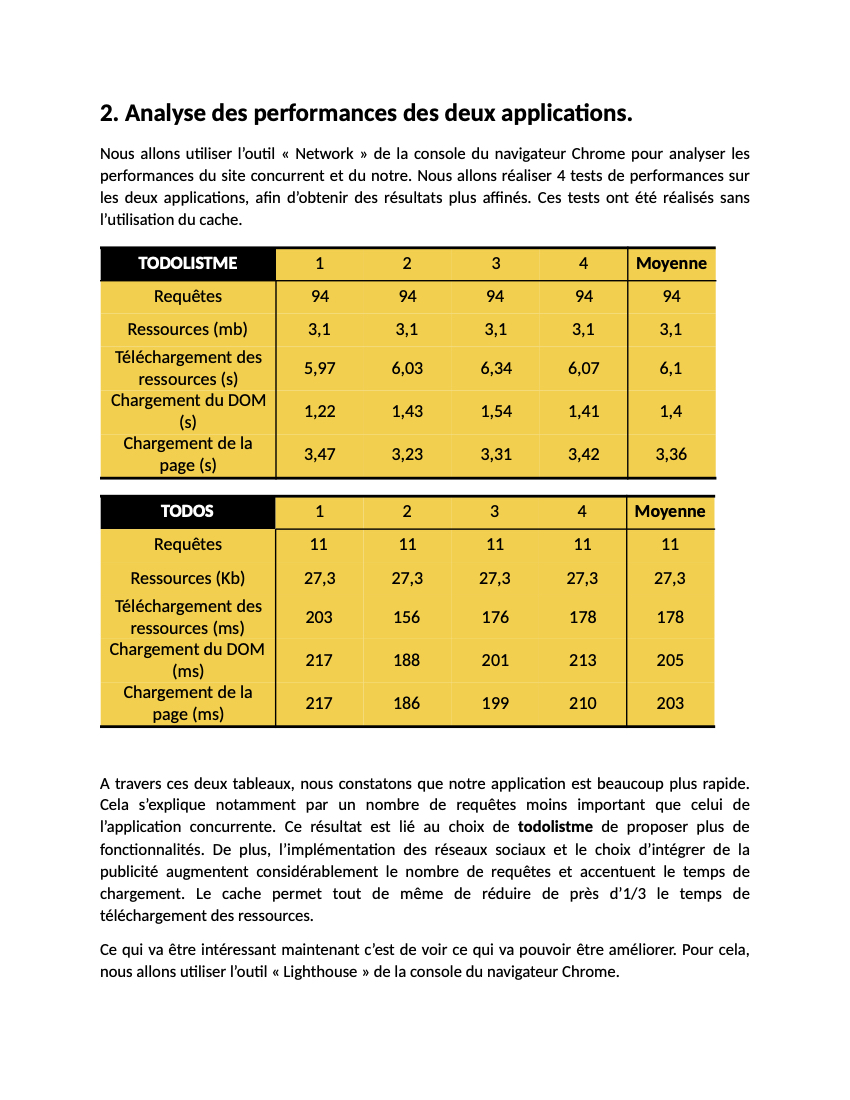 2. Analyse des performances des deux applications.
Nous allons utiliser l’outil « Network » de la console du navigateur Chrome pour analyser les
performances du site concurrent et du notre. Nous allons réaliser 4 tests de performances sur
les deux applications, afin d’obtenir des résultats plus affinés. Ces tests ont été réalisés sans
l’utilisation du cache.
TODOLISTME 1 2 3 4 Moyenne
Requêtes 94 94 94 94 94
Ressources (mb) 3,1 3,1 3,1 3,1 3,1
Téléchargement des
ressources (s) 5,97 6,03 6,34 6,07 6,1
Chargement du DOM
(s) 1,22 1,43 1,54 1,41 1,4
Chargement de la
page (s) 3,47 3,23 3,31 3,42 3,36
TODOS 1 2 3 4 Moyenne
Requêtes 11 11 11 11 11
Ressources (Kb) 27,3 27,3 27,3 27,3 27,3
Téléchargement des
ressources (ms) 203 156 176 178 178
Chargement du DOM
(ms) 217 188 201 213 205
Chargement de la
page (ms) 217 186 199 210 203
A travers ces deux tableaux, nous constatons que notre application est beaucoup plus rapide.
Cela s’explique notamment par un nombre de requêtes moins important que celui de
l’application concurrente. Ce résultat est lié au choix de todolistme de proposer plus de
fonctionnalités. De plus, l’implémentation des réseaux sociaux et le choix d’intégrer de la
publicité augmentent considérablement le nombre de requêtes et accentuent le temps de
chargement. Le cache permet tout de même de réduire de près d’1/3 le temps de
téléchargement des ressources.
Ce qui va être intéressant maintenant c’est de voir ce qui va pouvoir être améliorer. Pour cela,
nous allons utiliser l’outil « Lighthouse » de la console du navigateur Chrome.